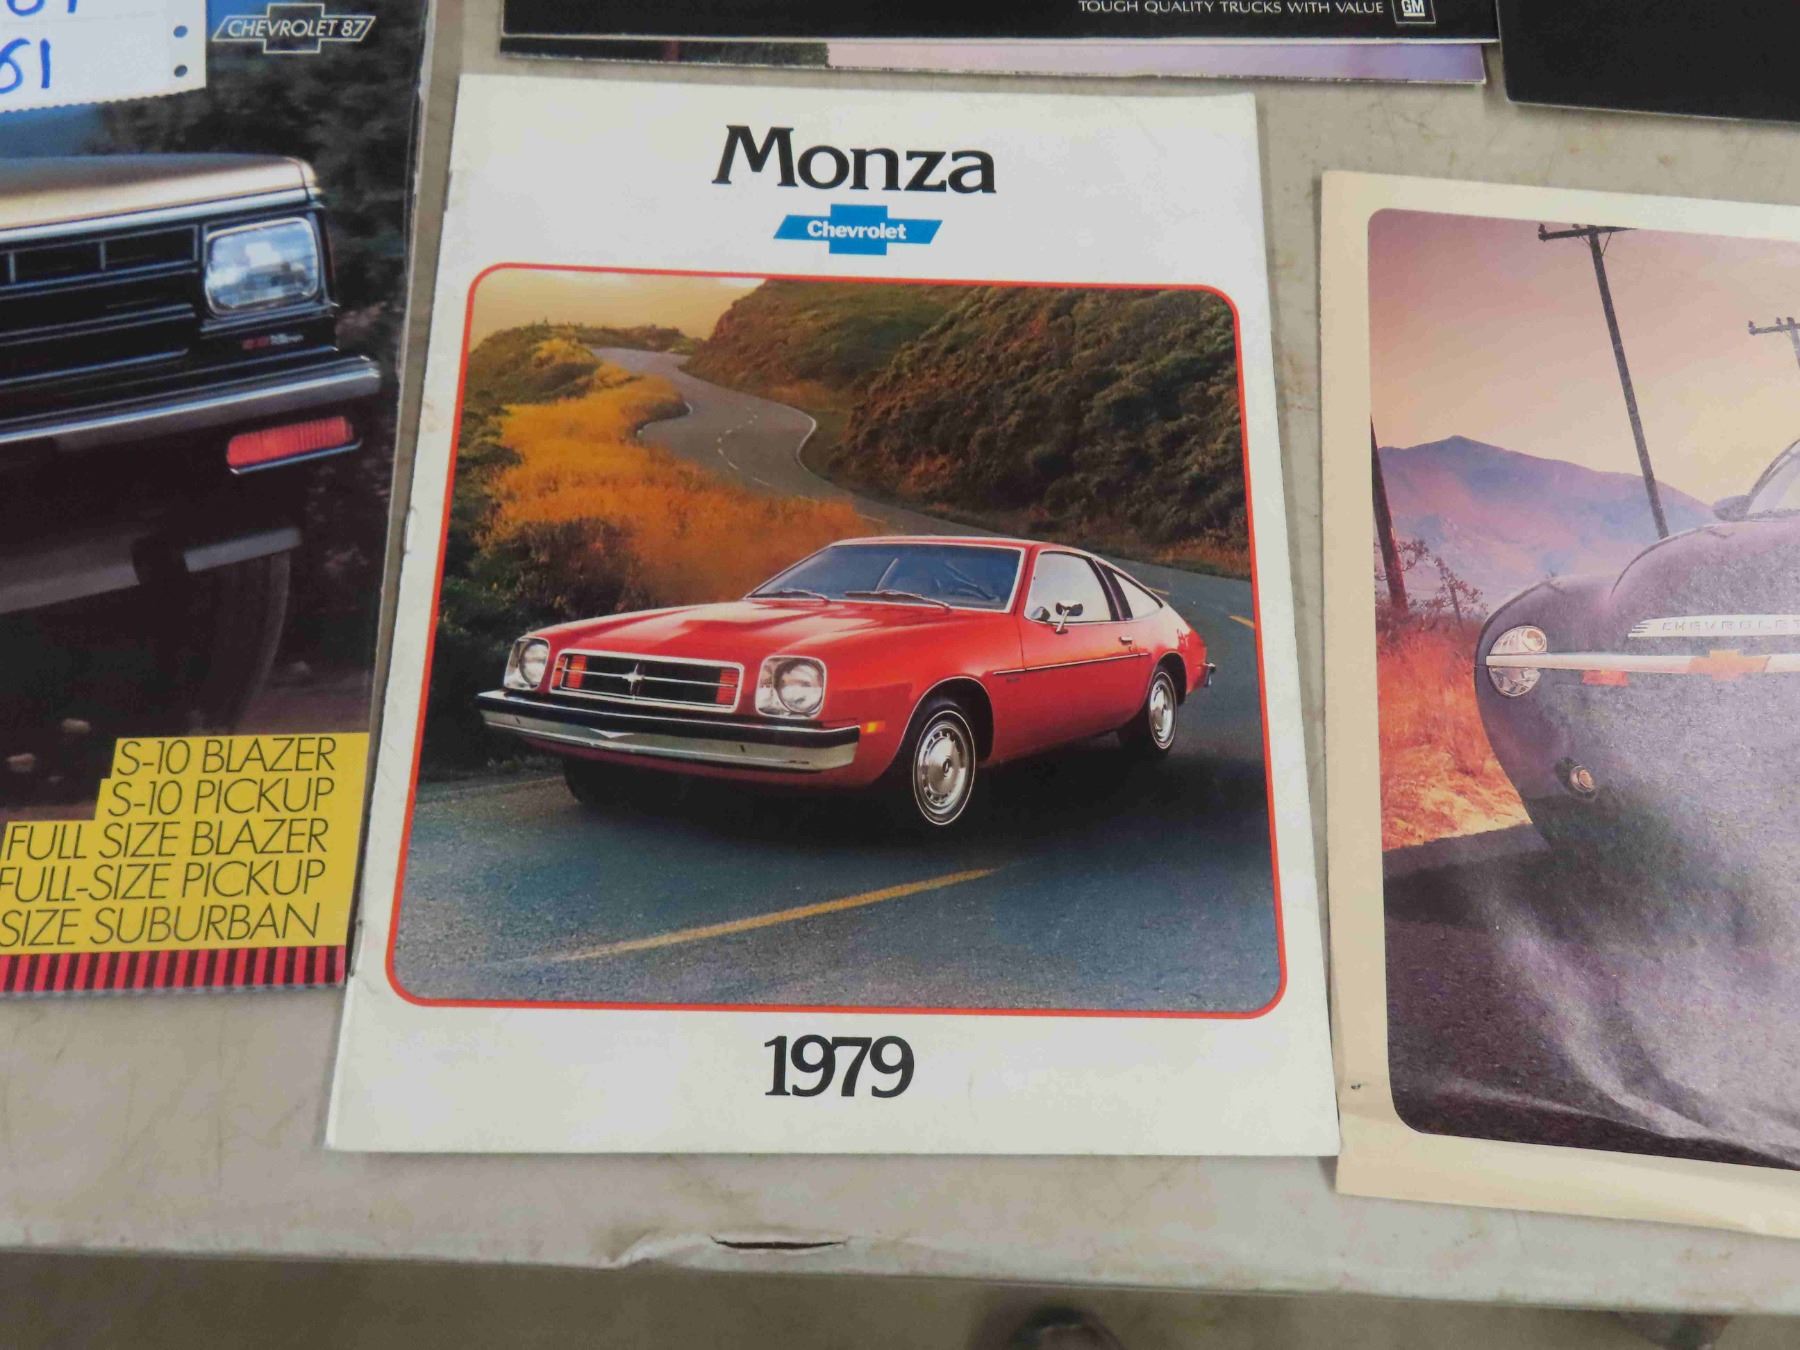 61
CHEVROLET 87
S-10 BLAZER
S-10 PICKUP
FULL SIZE BLAZER
FULL-SIZE PICKUP
SIZE SUBURBAN
TOUGH QUALITY TRUCKS WITH VALUE
GM
Monza
Chevrolet
1979
CHEVROLET